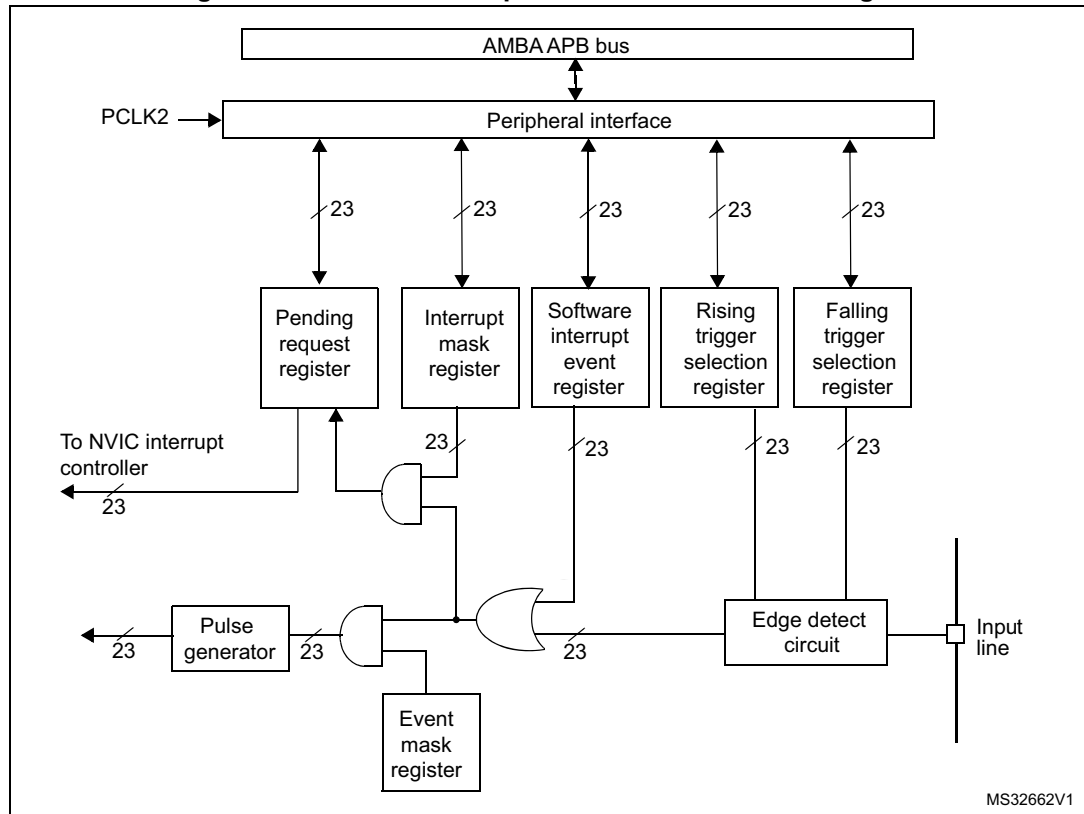 AMBA APB bus
PCLK2
Peripheral interface
23
23
23
23
23
Pending
request
register
Interrupt
mask
register
Software
interrupt
event
register
Rising
trigger
selection
register
Falling
trigger
selection
register
To NVIC interrupt
controller
23
23
23
23
23
Pulse
generator
23
23
23
Edge detect
circuit
Input
line
Event
mask
register
MS32662V1